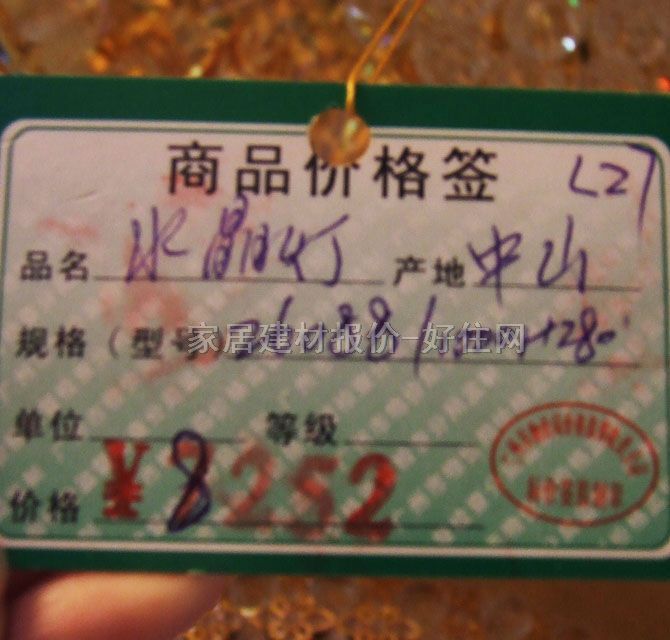 商品价格签 L27
品名 水晶灯 产地 中山
规格（型号）
家居建材报价-好住网
单位 等级
价格 ¥8252